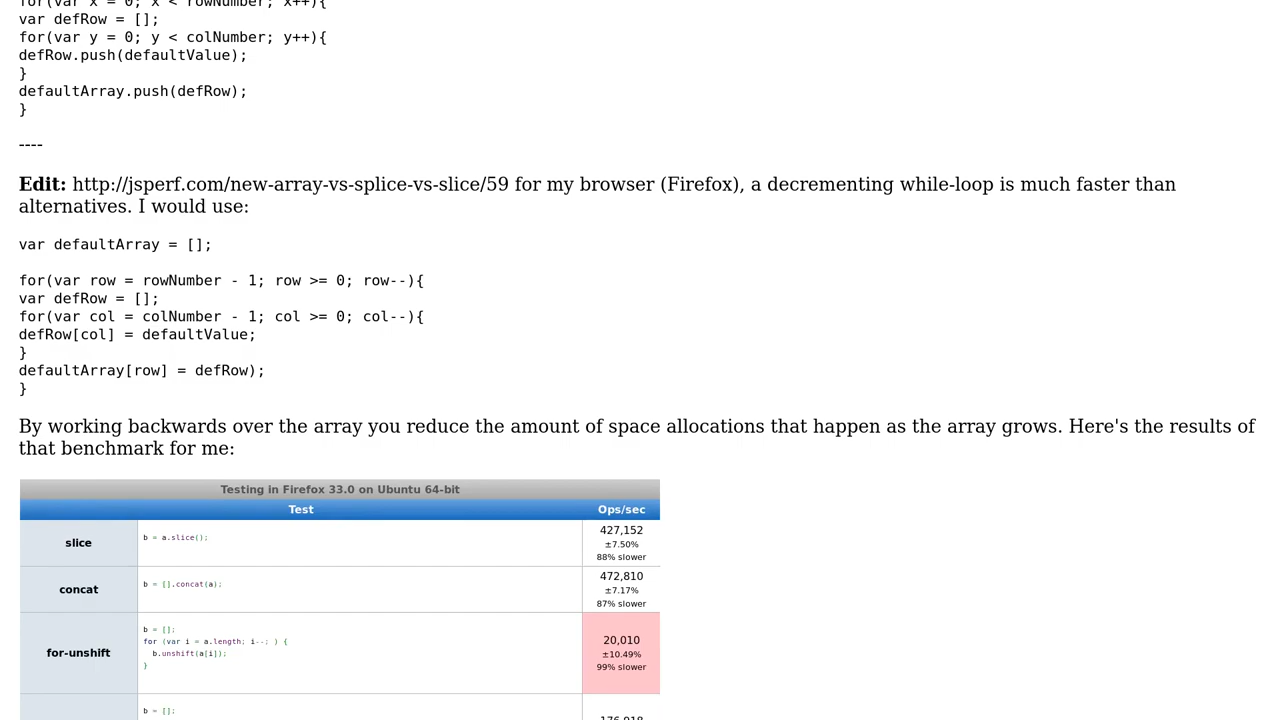 for(var x = 0; x < rowNumber; x++){
var defRow = [];
for(var y = 0; y < colNumber; y++){
defRow.push(defaultValue);
}
defaultArray.push(defRow);
}
----
Edit: http://jsperf.com/new-array-vs-splice-vs-slice/59 for my browser (Firefox), a decrementing while-loop is much faster than
alternatives. I would use:
var defaultArray = [];
for(var row = rowNumber - 1; row >= 0; row--){
var defRow = [];
for(var col = colNumber - 1; col >= 0; col--){
defRow[col] = defaultValue;
}
defaultArray[row] = defRow);
}
By working backwards over the array you reduce the amount of space allocations that happen as the array grows. Here's the results of
that benchmark for me:
Testing in Firefox 33.0 on Ubuntu 64-bit
Test Ops/sec
slice
b = a.slice();
427,152
±7.50%
88% slower
concat
b = [].concat(a);
472,810
±7.17%
87% slower
for-unshift
b = [];
for (var i = a.length; i--; ) {
b.unshift(a[i]);
}
20,010
±10.49%
99% slower
b = [];
176,918